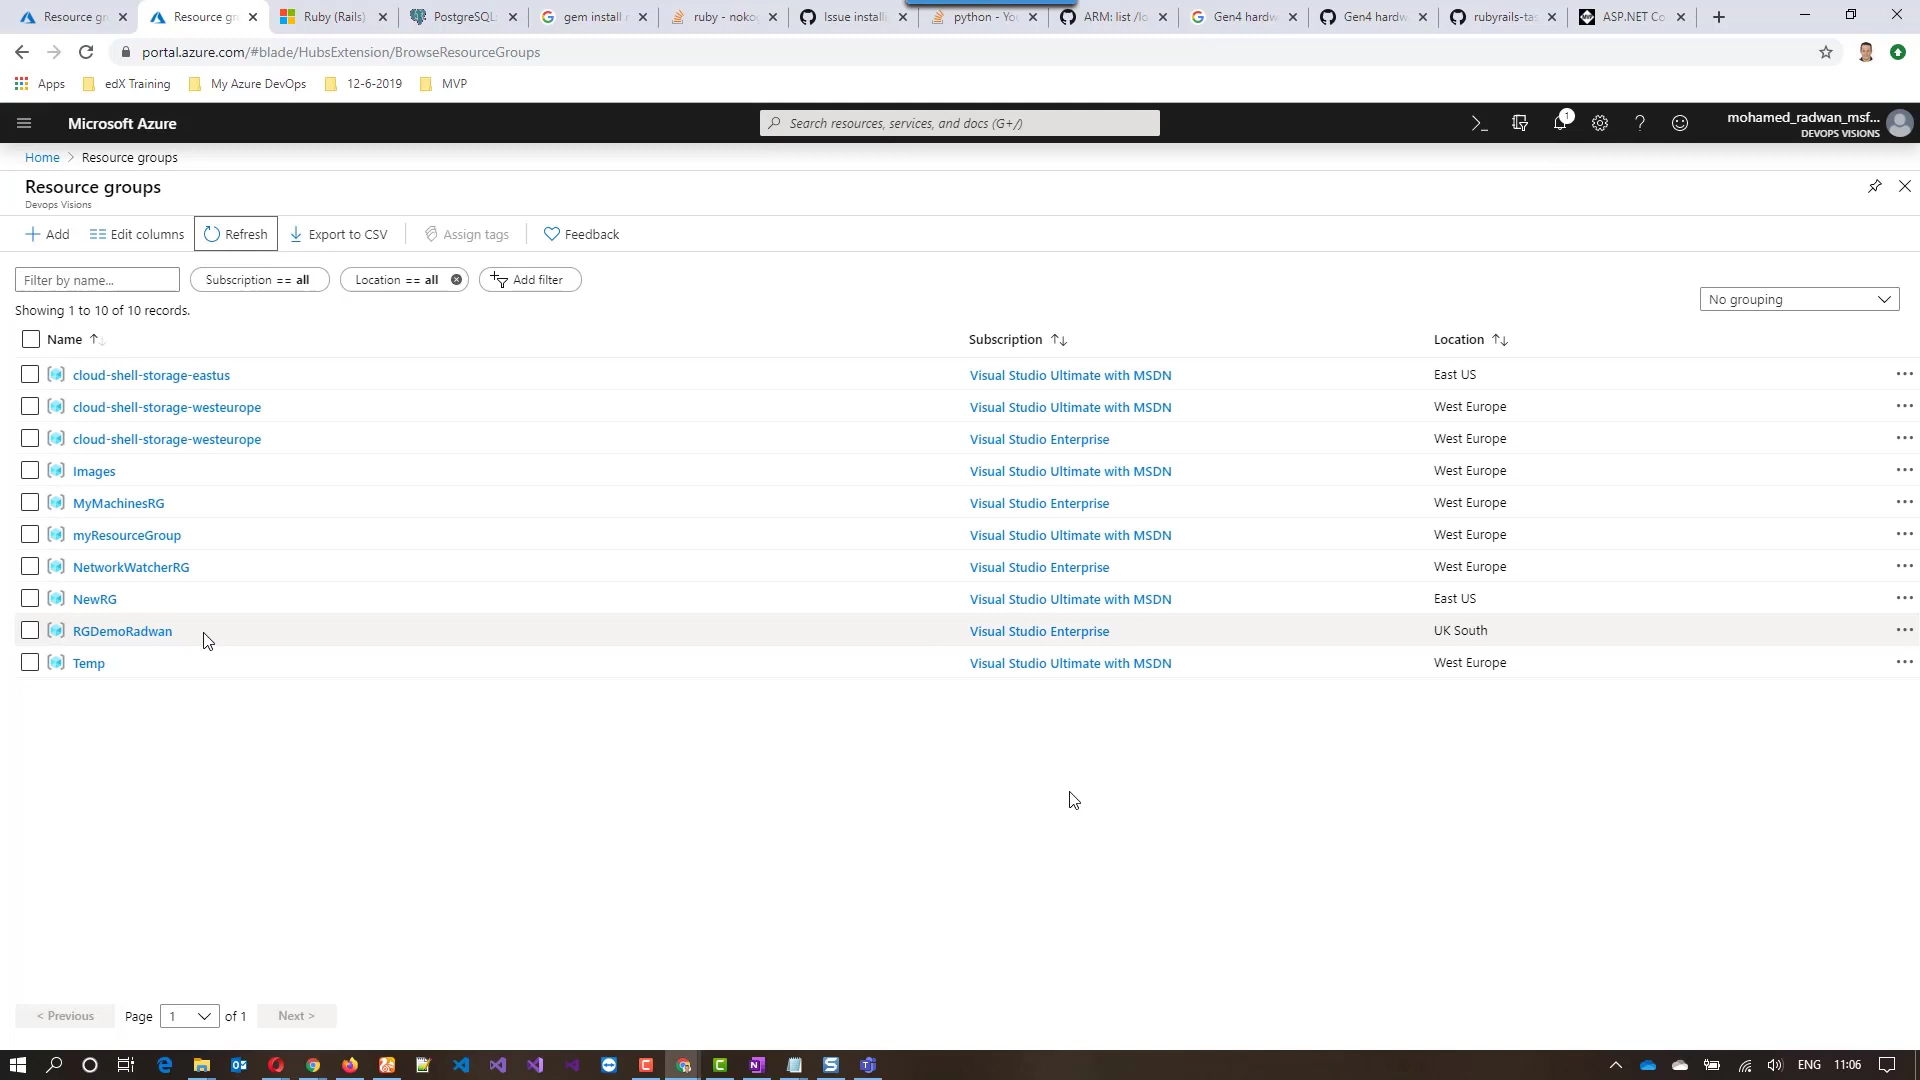 Resource gr
Resource gr
Ruby (Rails)
PostgreSQL:
gem install r
ruby - noko
Issue installi
python - You
ARM: list /lo
Gen4 hardw
Gen4 hardw
rubyrails-tas
ASP.NET Co
portal.azure.com/#blade/HubsExtension/BrowseResourceGroups
Apps
edX Training
My Azure DevOps
12-6-2019
MVP
Microsoft Azure
Search resources, services, and docs (G+/)
1
mohamed_radwan_msf...
DEVOPS VISIONS
Home > Resource groups
Resource groups
Devops Visions
Add
Edit columns
Refresh
Export to CSV
Assign tags
Feedback
Filter by name...
Subscription == all
Location == all
Add filter
Showing 1 to 10 of 10 records.
No grouping
Name Subscription Location
cloud-shell-storage-eastus Visual Studio Ultimate with MSDN East US
cloud-shell-storage-westeurope Visual Studio Ultimate with MSDN West Europe
cloud-shell-storage-westeurope Visual Studio Enterprise West Europe
Images Visual Studio Ultimate with MSDN West Europe
MyMachinesRG Visual Studio Enterprise West Europe
myResourceGroup Visual Studio Ultimate with MSDN West Europe
NetworkWatcherRG Visual Studio Enterprise West Europe
NewRG Visual Studio Ultimate with MSDN East US
RGDemoRadwan Visual Studio Enterprise UK South
Temp Visual Studio Ultimate with MSDN West Europe
< Previous Page 1 of 1 Next >
ENG 11:06